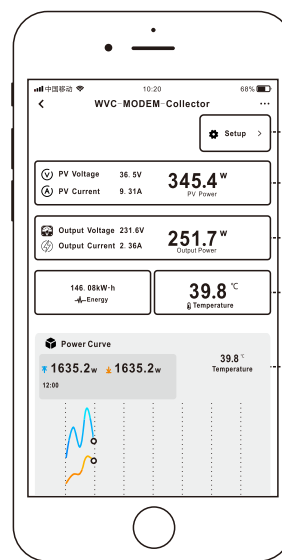 中国移动 10:20 68%
WVC-MODEM-Collector
Setup
V PV Voltage 36.5V
A PV Current 9.31A
345.4 W
PV Power
Output Voltage 231.6V
Output Current 2.36A
251.7 W
Output Power
146.08kW-h
Energy
39.8 ℃
Temperature
Power Curve
1635.2w 1635.2w
12:00
39.8 ℃
Temperature